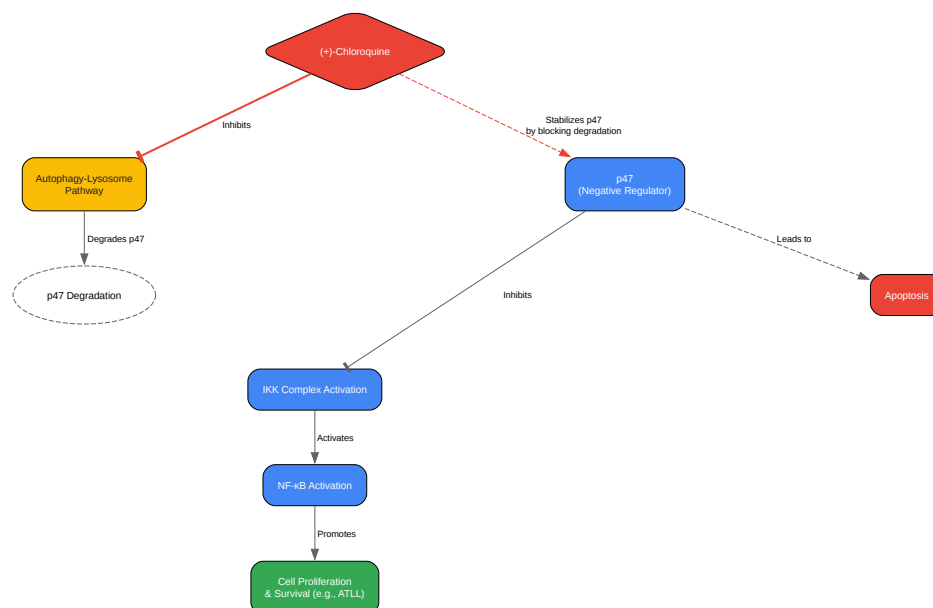 (+)-Chloroquine
Inhibits
Stabilizes p47
by blocking degradation
Autophagy-Lysosome
Pathway
p47
(Negative Regulator)
Degrades p47
Leads to
p47 Degradation
Inhibits
Apoptosis
IKK Complex Activation
Activates
NF-κB Activation
Promotes
Cell Proliferation
& Survival (e.g., ATLL)